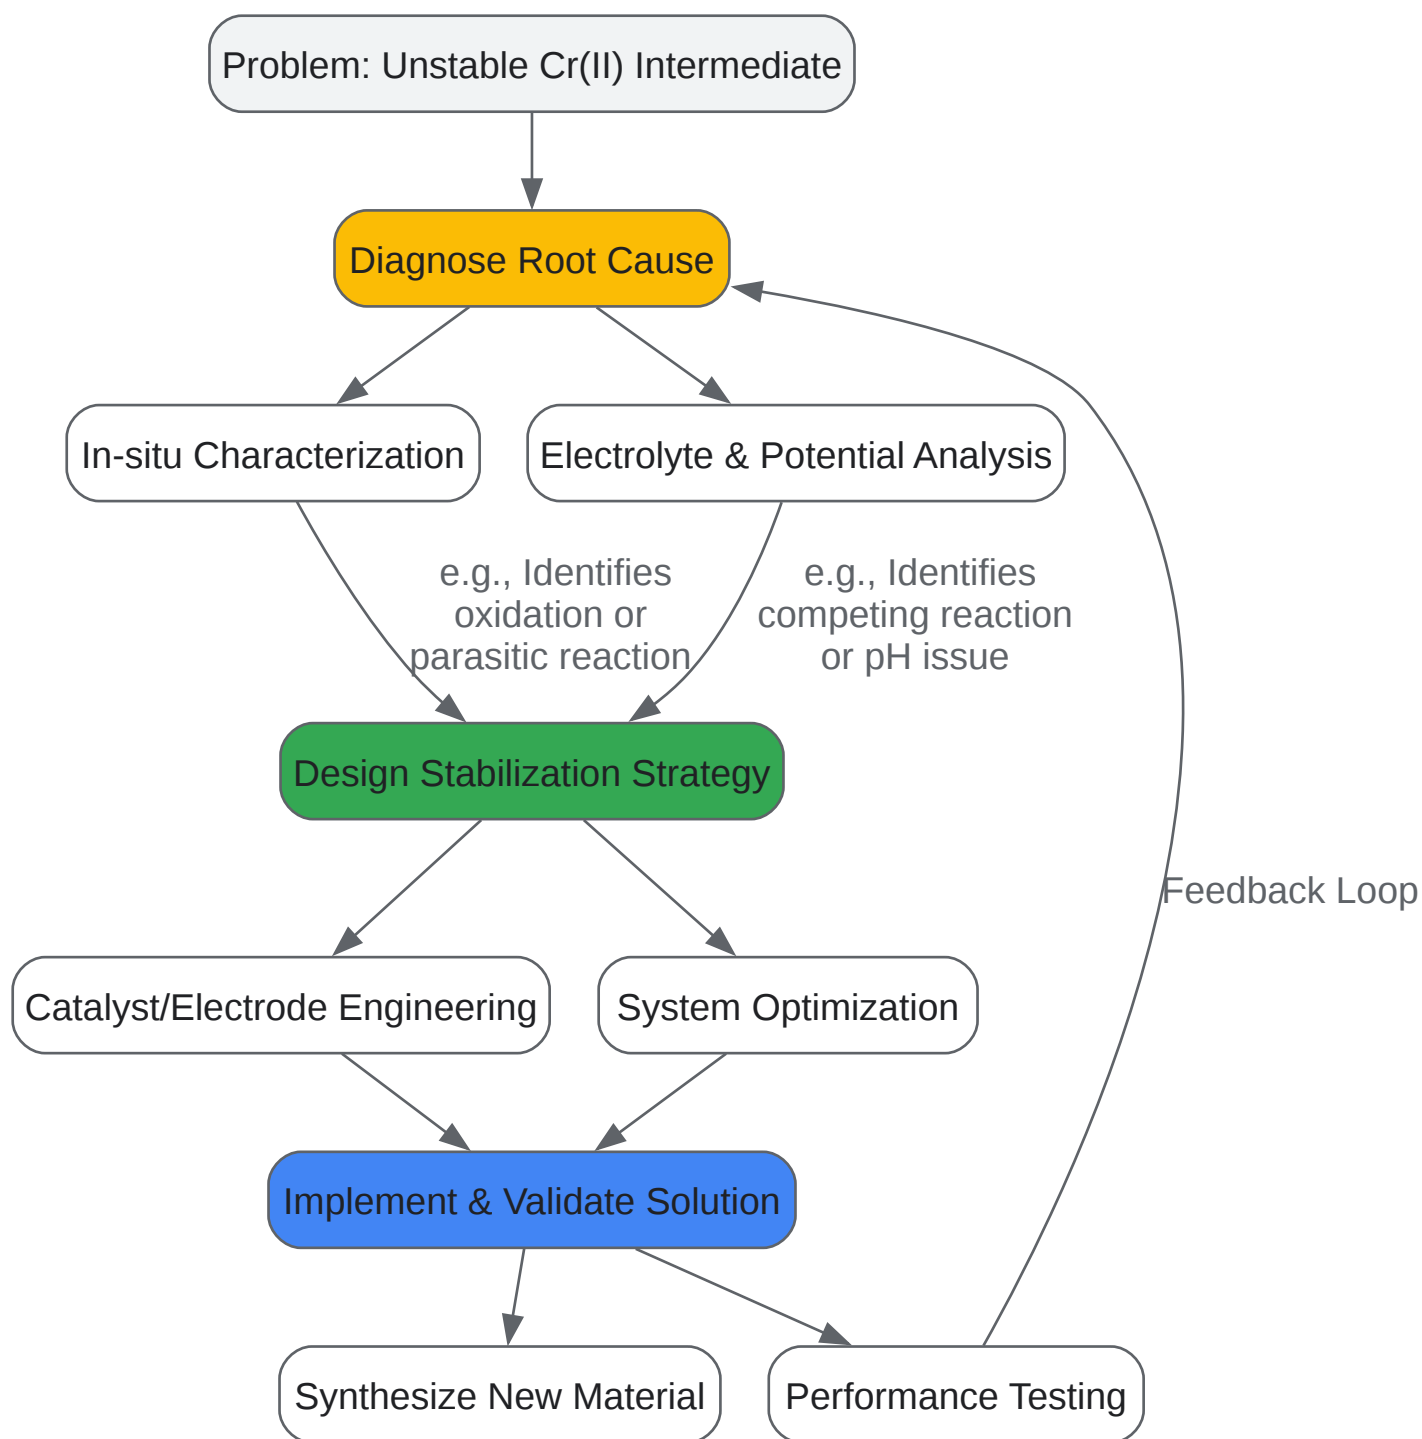 Problem: Unstable Cr(II) Intermediate
Diagnose Root Cause
In-situ Characterization
Electrolyte & Potential Analysis
e.g., Identifies
oxidation or
parasitic reaction
e.g., Identifies
competing reaction
or pH issue
Design Stabilization Strategy
Feedback Loop
Catalyst/Electrode Engineering
System Optimization
Implement & Validate Solution
Synthesize New Material
Performance Testing